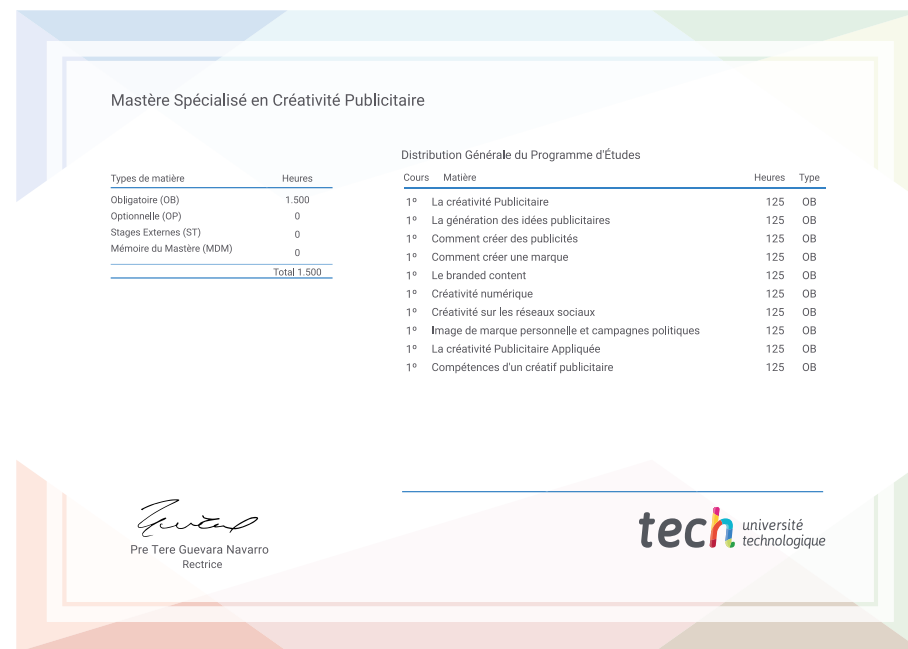 Mastère Spécialisé en Créativité Publicitaire
Types de matière Heures
Obligatoire (OB) 1.500
Optionnelle (OP) 0
Stages Externes (ST) 0
Mémoire du Mastère (MDM) 0
Total 1.500
Distribution Générale du Programme d'Études
Cours Matière Heures Type
1º La créativité Publicitaire 125 OB
1º La génération des idées publicitaires 125 OB
1º Comment créer des publicités 125 OB
1º Comment créer une marque 125 OB
1º Le branded content 125 OB
1º Créativité numérique 125 OB
1º Créativité sur les réseaux sociaux 125 OB
1º Image de marque personnelle et campagnes politiques 125 OB
1º La créativité Publicitaire Appliquée 125 OB
1º Compétences d'un créatif publicitaire 125 OB
Pre Tere Guevara Navarro
Rectrice
tech université
technologique